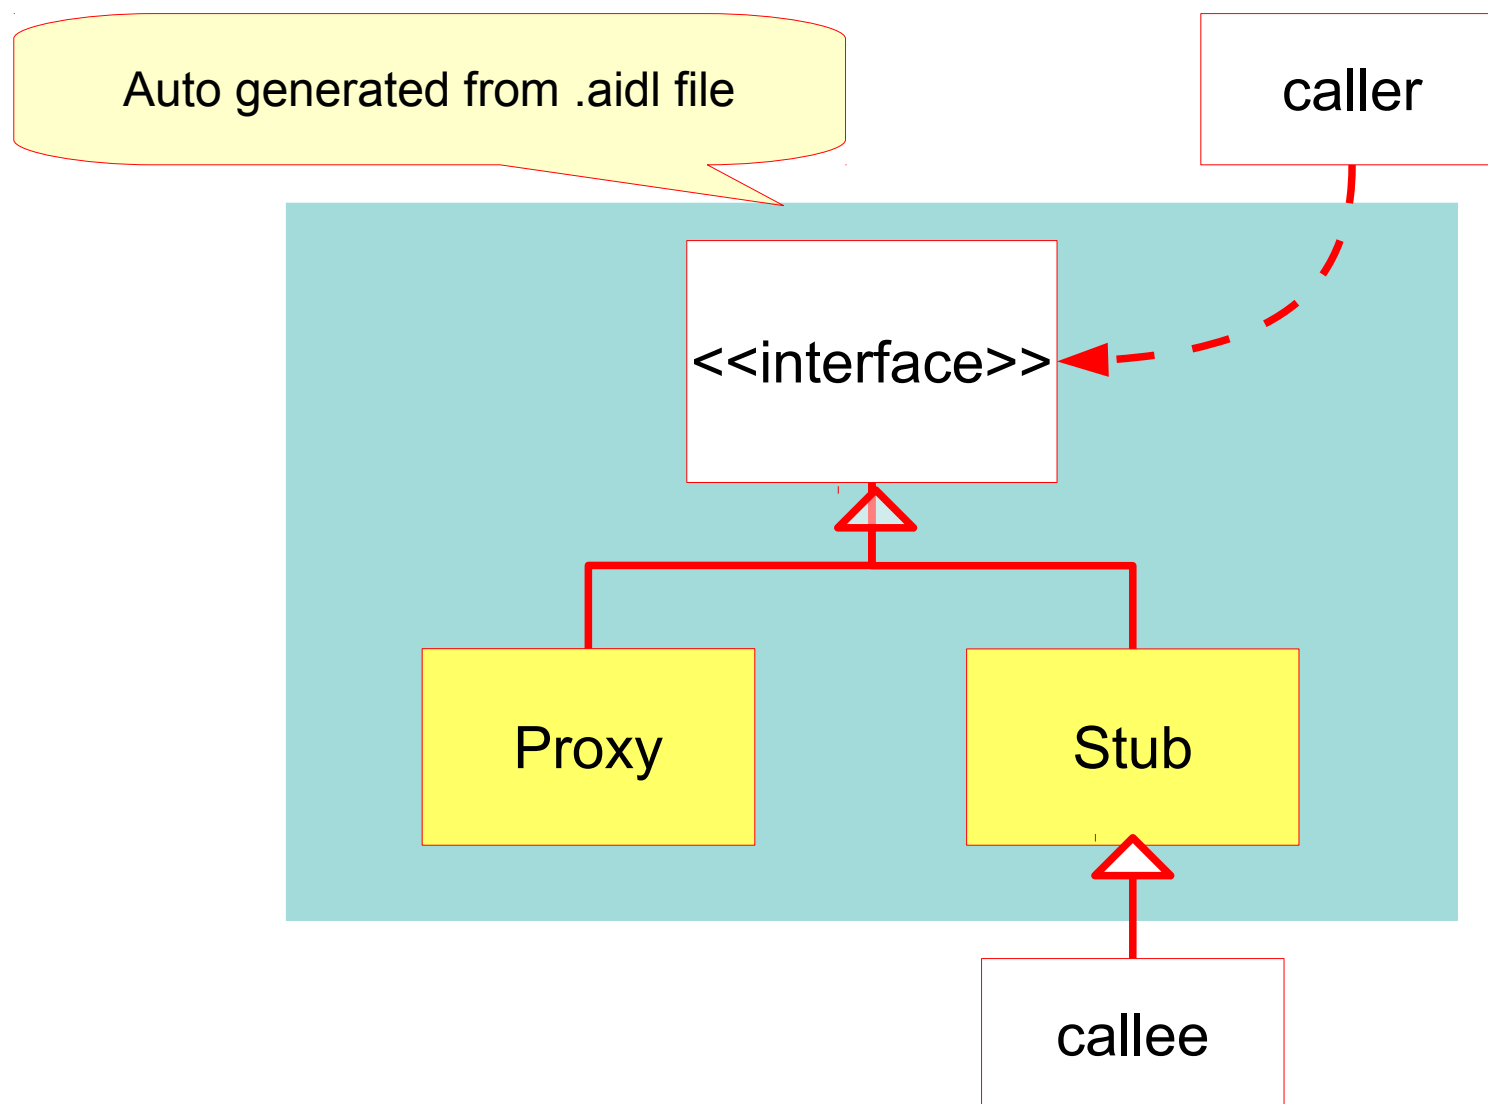 Auto generated from .aidl file
caller
<<interface>>
Proxy
Stub
callee